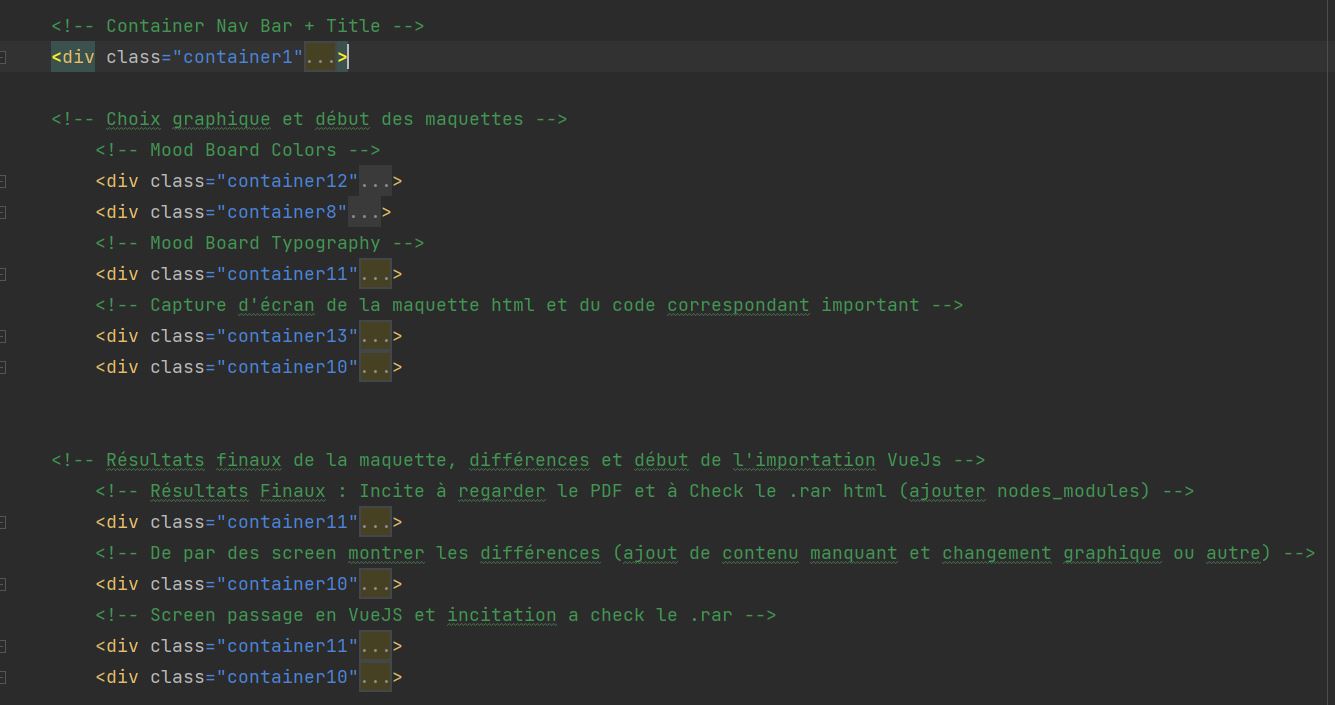 <!-- Container Nav Bar + Title -->
<div class="container1"...>
<!-- Choix graphique et début des maquettes -->
<!-- Mood Board Colors -->
<div class="container12"...>
<div class="container8"...>
<!-- Mood Board Typography -->
<div class="container11"...>
<!-- Capture d'écran de la maquette html et du code correspondant important -->
<div class="container13"...>
<div class="container10"...>
<!-- Résultats finaux de la maquette, différences et début de l'importation VueJs -->
<!-- Résultats Finaux : Incite à regarder le PDF et à Check le .rar html (ajouter nodes_modules) -->
<div class="container11"...>
<!-- De par des screen montrer les différences (ajout de contenu manquant et changement graphique ou autre) -->
<div class="container10"...>
<!-- Screen passage en VueJS et incitation a check le .rar -->
<div class="container11"...>
<div class="container10"...>